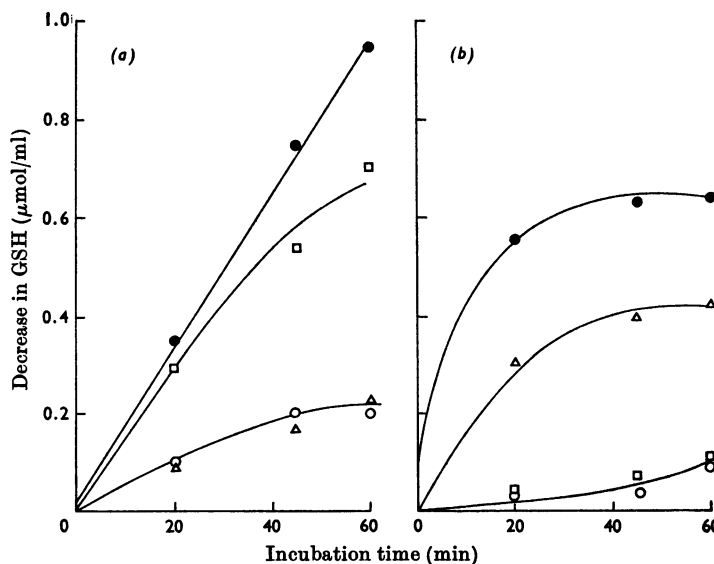 1.0
(a)
(b)
0.8
0.6
0.4
0.2
Decrease in GSH (μmol/ml)
0 20 40 60 0 20 40 60
Incubation time (min)